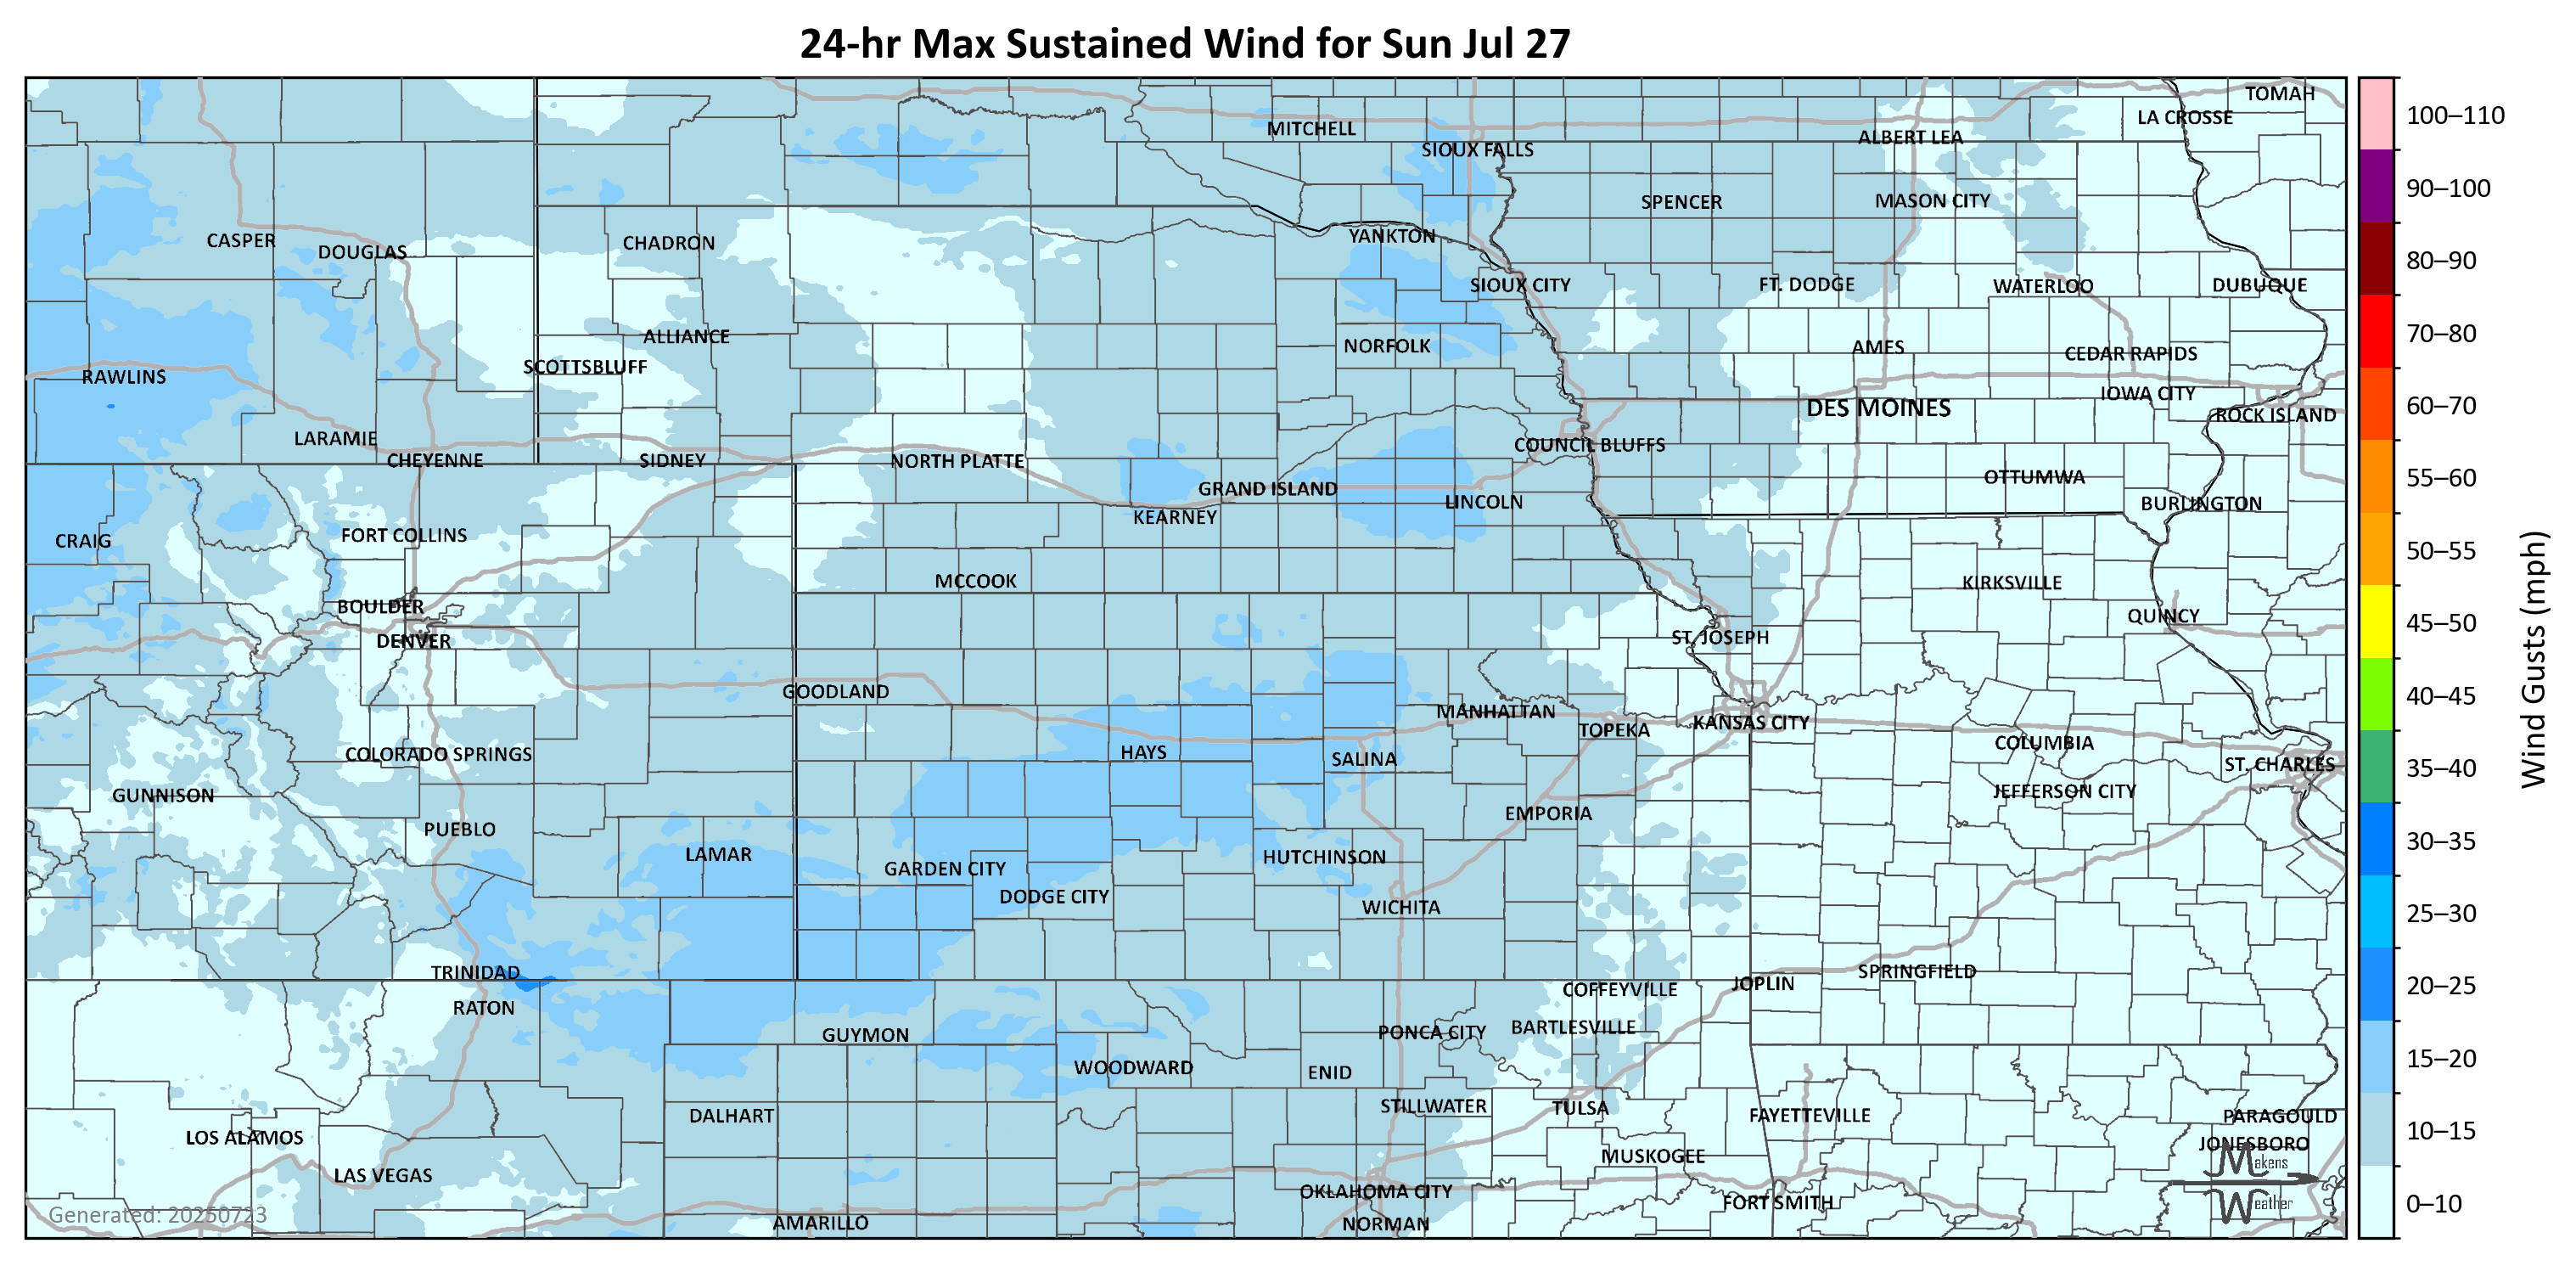 24-hr Max Sustained Wind for Sun Jul 27
TOMAH
LA CROSSE
MITCHELL
ALBERT LEA
SIOUX FALLS
SPENCER
MASON CITY
CASPER
DOUGLAS
CHADRON
YANKTON
SIOUX CITY
FT. DODGE
WATERLOO
DUBUQUE
ALLIANCE
NORFOLK
AMES
CEDAR RAPIDS
SCOTTSBLUFF
RAWLINS
IOWA CITY
DES MOINES
ROCK ISLAND
LARAMIE
COUNCIL BLUFFS
CHEYENNE
SIDNEY
NORTH PLATTE
OTTUMWA
GRAND ISLAND
LINCOLN
BURLINGTON
KEARNEY
FORT COLLINS
CRAIG
MCCOOK
KIRKSVILLE
BOULDER
QUINCY
DENVER
ST. JOSEPH
GOODLAND
MANHATTAN
TOPEKA
KANSAS CITY
COLUMBIA
COLORADO SPRINGS
HAYS
SALINA
ST. CHARLES
GUNNISON
JEFFERSON CITY
EMPORIA
PUEBLO
LAMAR
HUTCHINSON
GARDEN CITY
DODGE CITY
WICHITA
TRINIDAD
SPRINGFIELD
JOPLIN
COFFEYVILLE
RATON
BARTLESVILLE
PONCA CITY
GUYMON
WOODWARD
ENID
STILLWATER
TULSA
DALHART
FAYETTEVILLE
PARAGOULD
LOS ALAMOS
JONESBORO
MUSKOGEE
LAS VEGAS
OKLAHOMA CITY
FORT SMITH
AMARILLO
NORMAN
Generated: 20250723
Makens
Weather
100–110
90–100
80–90
70–80
60–70
55–60
50–55
45–50
40–45
35–40
30–35
25–30
20–25
15–20
10–15
0–10
Wind Gusts (mph)